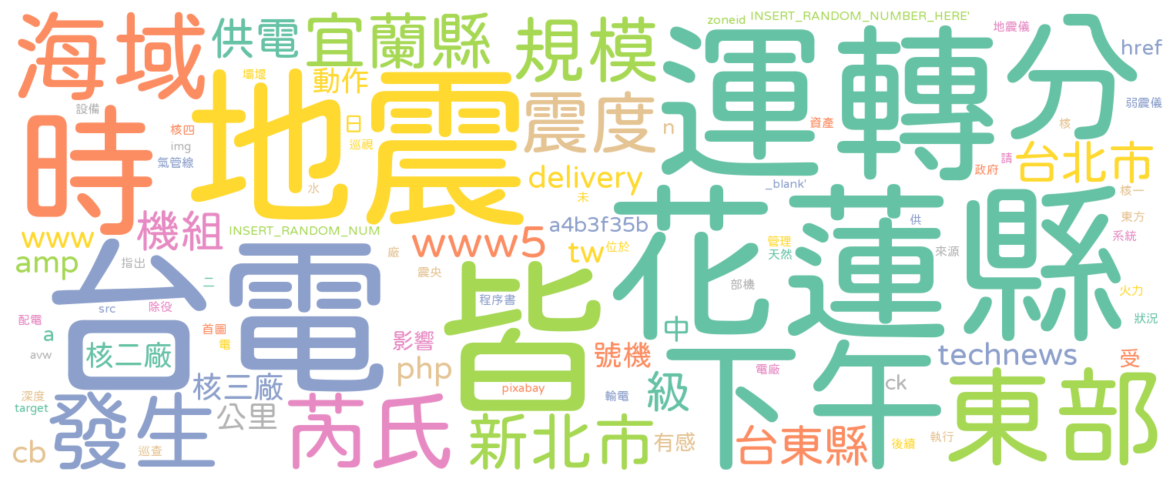 海域
供電
宜蘭縣
規模
zoneid
INSERT_RANDOM_NUMBER_HERE'
運轉
地震儀
分
href
環堤
動作
時
地震
震度
設備
日
核四
img
巡視
氣管線
n
資產
核
弱震儀
政府
請
台北市
水
delivery
_blank'
未
核一
機組
www
INSERT_RANDOM_NUM
www5
a4b3f35b
花蓮縣
供
東方
系統
amp
指出
廠
tw
位於
管理
天然
來源
台電
震央
皆
二
部機
火力
src
除役
程序書
配電
首圖
電
a
影響
號機
中
下午
狀況
avw
核二廠
technews
受
核三廠
php
pixabay
電廠
ck
深度
target
公里
芮氏
輸電
級
東部
發生
cb
巡查
新北市
有感
台東縣
後續
執行